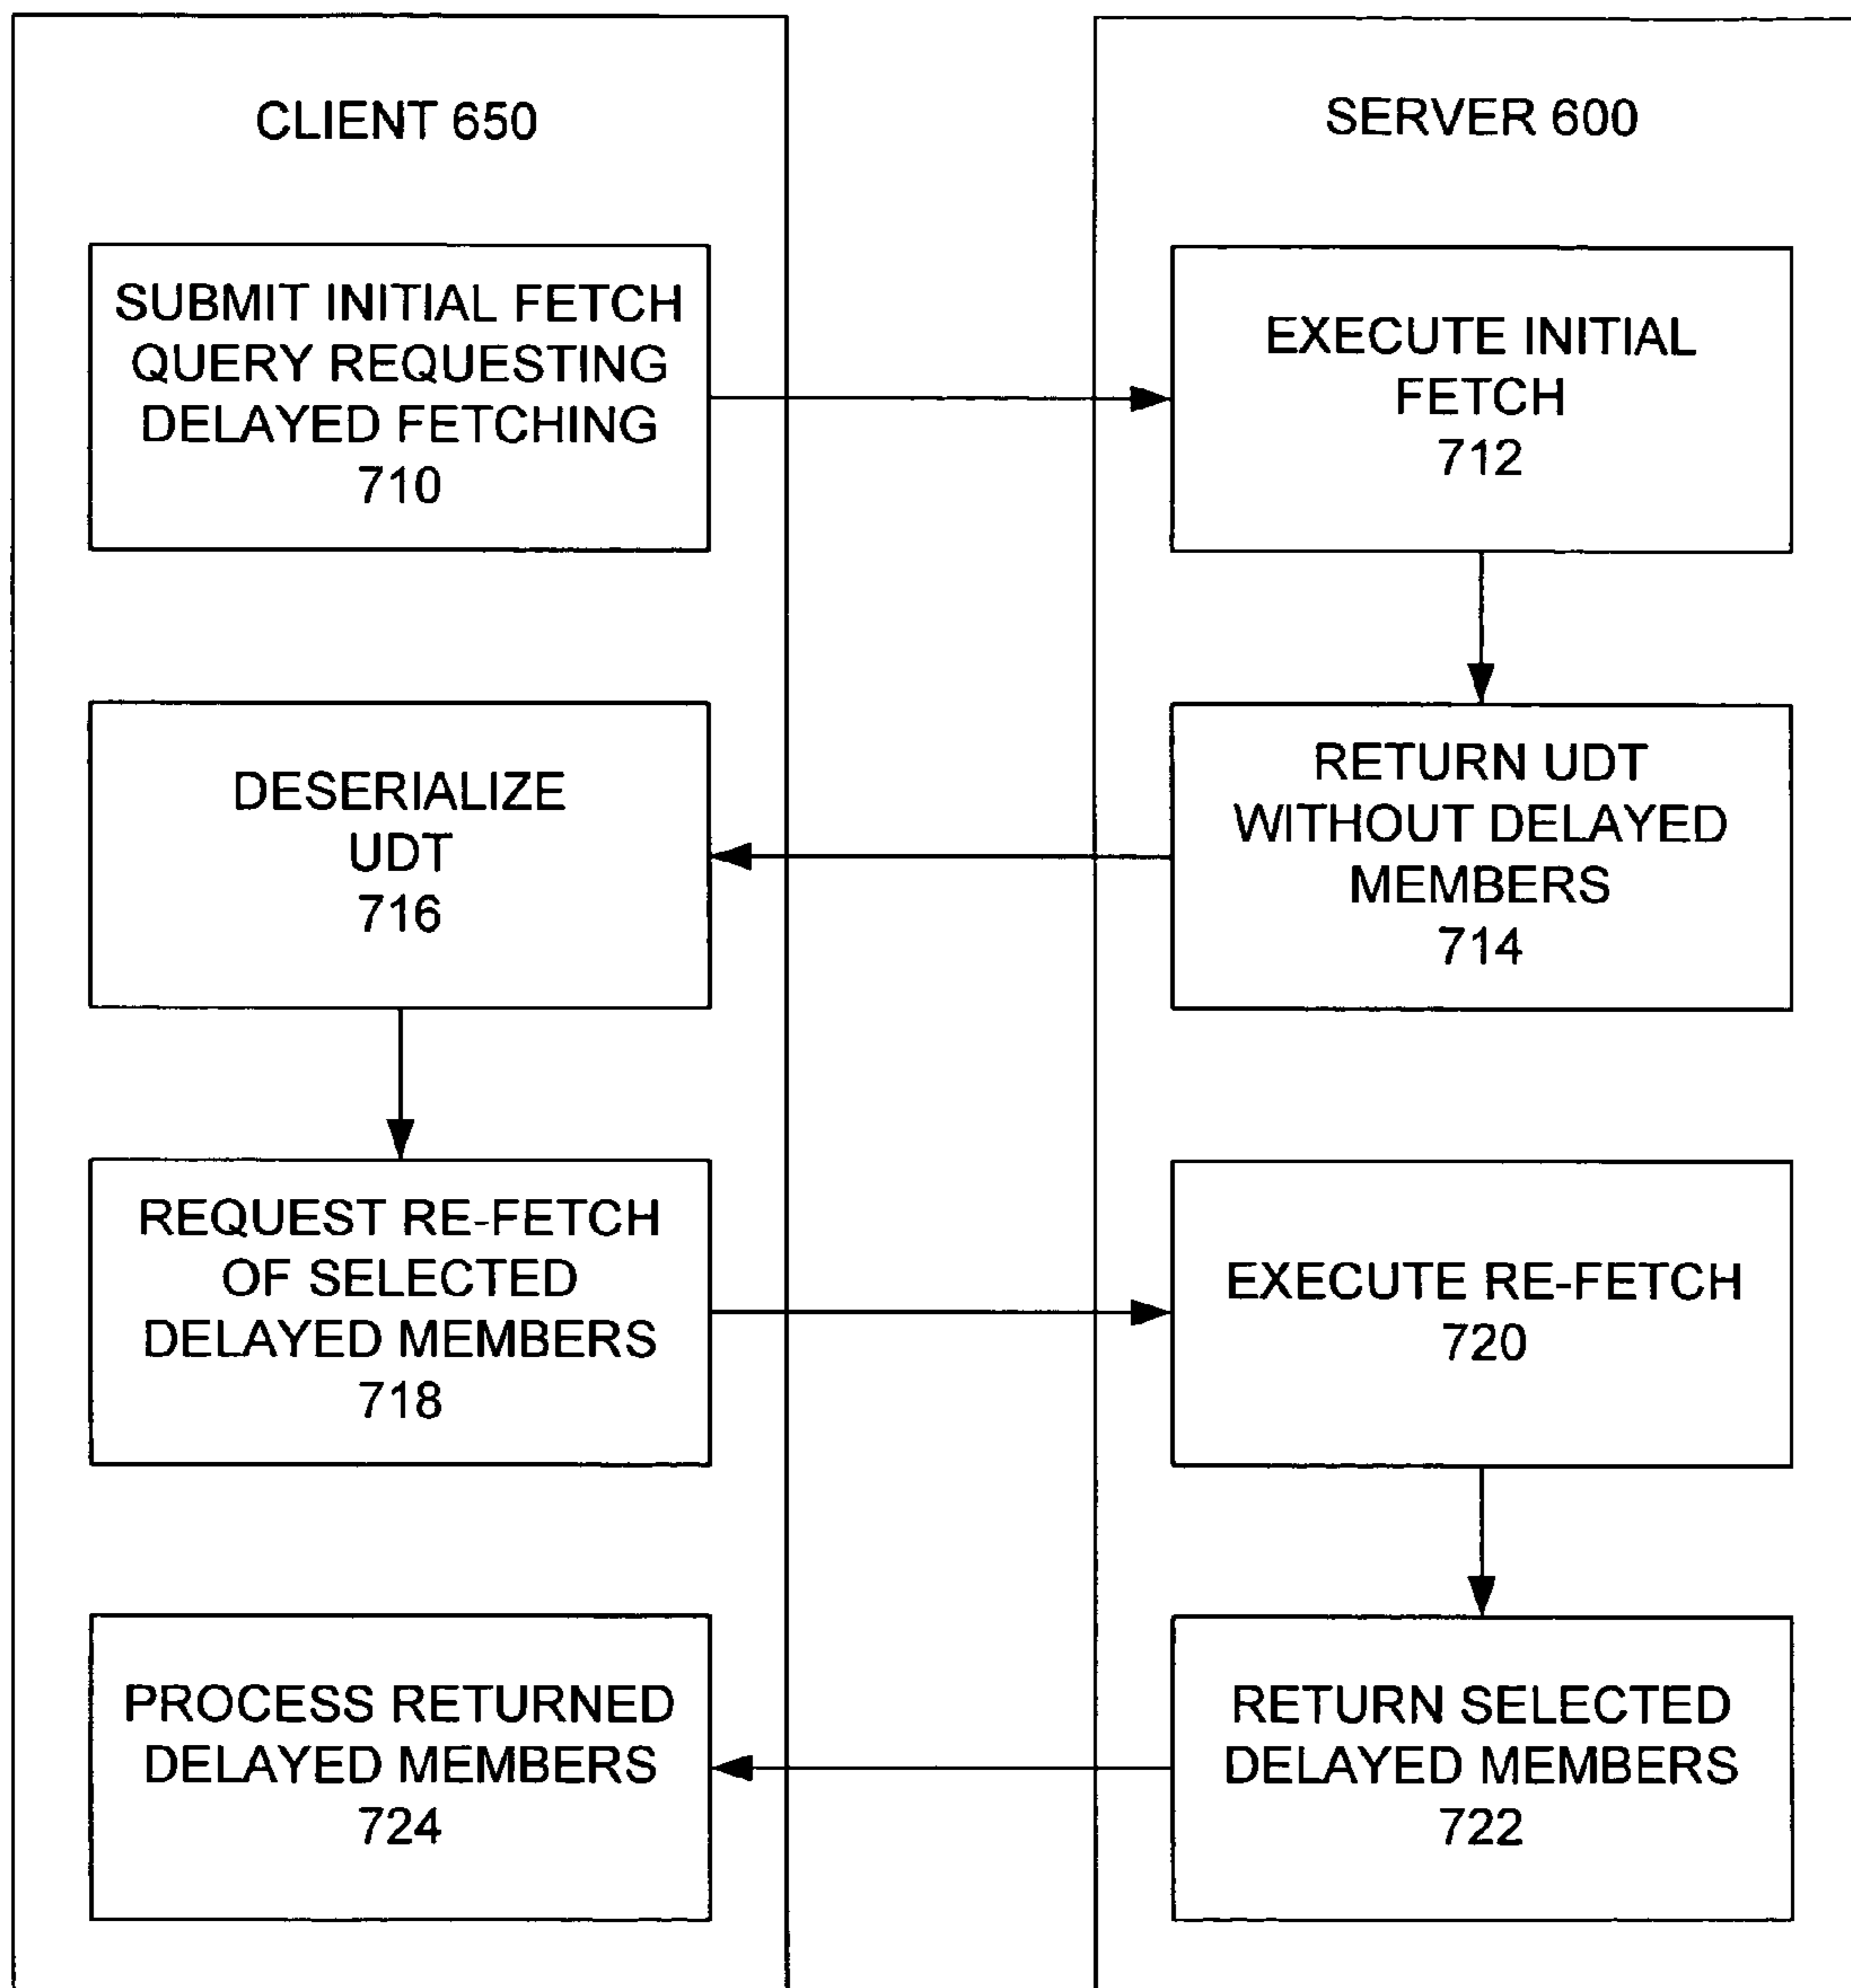 CLIENT 650
SERVER 600
SUBMIT INITIAL FETCH
QUERY REQUESTING
DELAYED FETCHING
710
EXECUTE INITIAL
FETCH
712
RETURN UDT
WITHOUT DELAYED
MEMBERS
714
DESERIALIZE
UDT
716
REQUEST RE-FETCH
OF SELECTED
DELAYED MEMBERS
718
EXECUTE RE-FETCH
720
RETURN SELECTED
DELAYED MEMBERS
722
PROCESS RETURNED
DELAYED MEMBERS
724